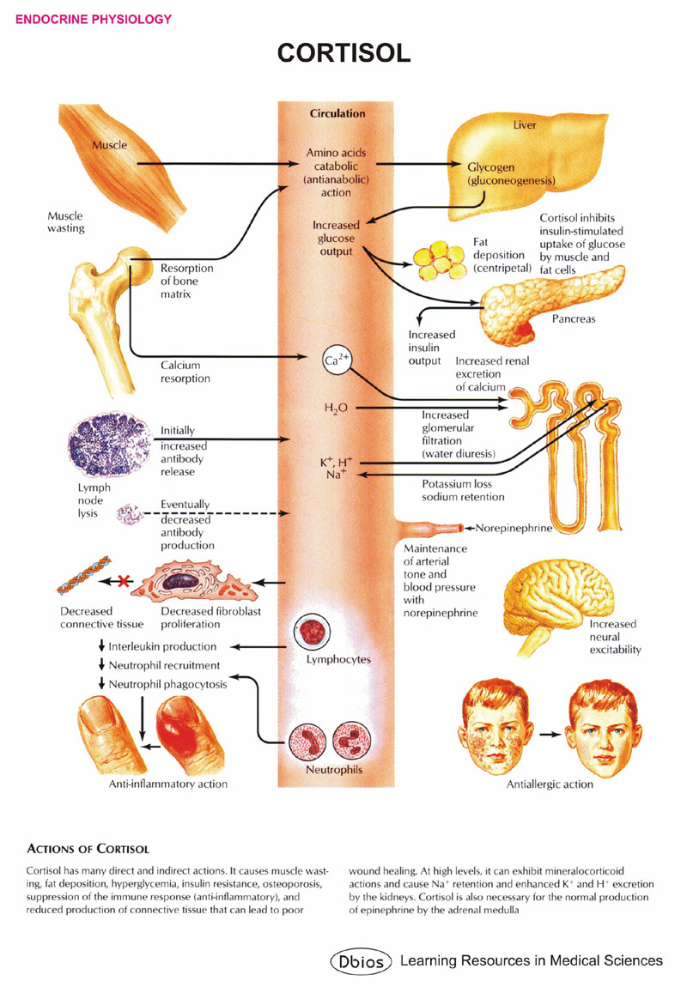 ENDOCRINE PHYSIOLOGY
CORTISOL
Circulation
Muscle
Muscle
wasting
Amino acids
catabolic
(antianabolic)
action
Liver
Glycogen
(gluconeogenesis)
Increased
glucose
output
Fat
deposition
(centripetal)
Cortisol inhibits
insulin-stimulated
uptake of glucose
by muscle and
fat cells
Resorption
of bone
matrix
Pancreas
Increased
insulin
output
Calcium
resorption
Ca2+
Increased renal
excretion
of calcium
H2O
Increased
glomerular
filtration
(water diuresis)
Initially
increased
antibody
release
K+, H+
Na+
Potassium loss
sodium retention
Lymph
node
lysis
Eventually
decreased
antibody
production
Norepinephrine
Maintenance
of arterial
tone and
blood pressure
with
norepinephrine
Decreased
connective tissue
Decreased fibroblast
proliferation
Increased
neural
excitability
Interleukin production
Neutrophil recruitment
Neutrophil phagocytosis
Lymphocytes
Neutrophils
Anti-inflammatory action
Antiallergic action
ACTIONS OF CORTISOL
Cortisol has many direct and indirect actions. It causes muscle wast-
ing, fat deposition, hyperglycemia, insulin resistance, osteoporosis,
suppression of the immune response (anti-inflammatory), and
reduced production of connective tissue that can lead to poor
wound healing. At high levels, it can exhibit mineralocorticoid
actions and cause Na+ retention and enhanced K+ and H+ excretion
by the kidneys. Cortisol is also necessary for the normal production
of epinephrine by the adrenal medulla
Dbios Learning Resources in Medical Sciences